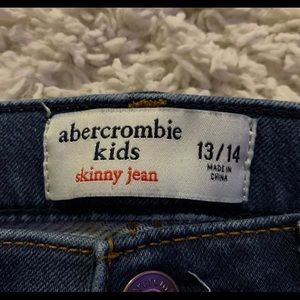 abercrombie
kids
skinny jean
13/14
MADE IN
CHINA